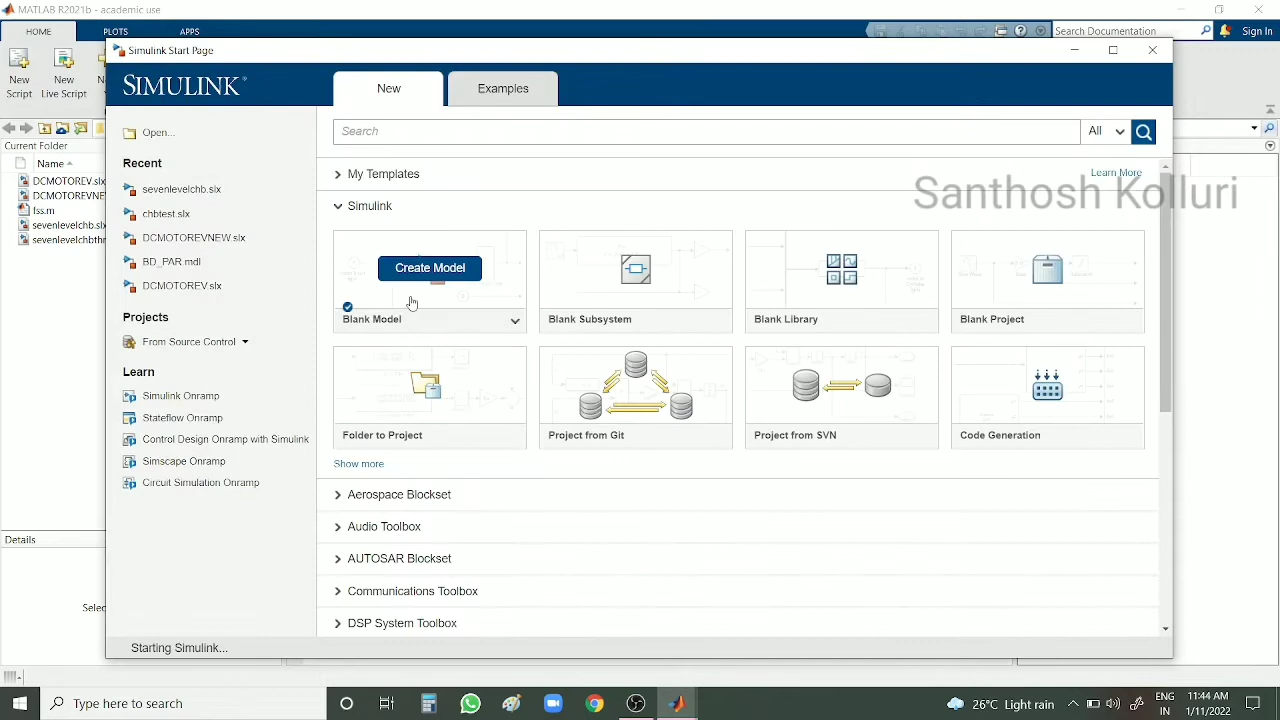 MATLAB R2021b - academic use
HOME
PLOTS
APPS
Search Documentation
Sign In
New
New
N
Script
Live Script
Simulink Start Page
SIMULINK®
New
Examples
Open...
Search
All
Current Folder
Name
Recent
My Templates
Learn More
Santhosh Kolluri
DCMOTOREV.slx
DCMOTOREVNE
fss.m
sevenlevelchb.slx
sevenlevelchbthr
sevenlevelchb.slx
chbtest.slx
DCMOTOREVNEW.slx
BD_PAR.mdl
DCMOTOREV.slx
Simulink
Create Model
Blank Model
Blank Subsystem
Blank Library
Blank Project
Projects
From Source Control
Learn
Simulink Onramp
Stateflow Onramp
Control Design Onramp with Simulink
Simscape Onramp
Circuit Simulation Onramp
Folder to Project
Project from Git
Project from SVN
Code Generation
Show more
Aerospace Blockset
Audio Toolbox
AUTOSAR Blockset
Communications Toolbox
DSP System Toolbox
Details
Selec
Starting Simulink...
Type here to search
26°C Light rain
ENG
IN
11:44 AM
1/11/2022